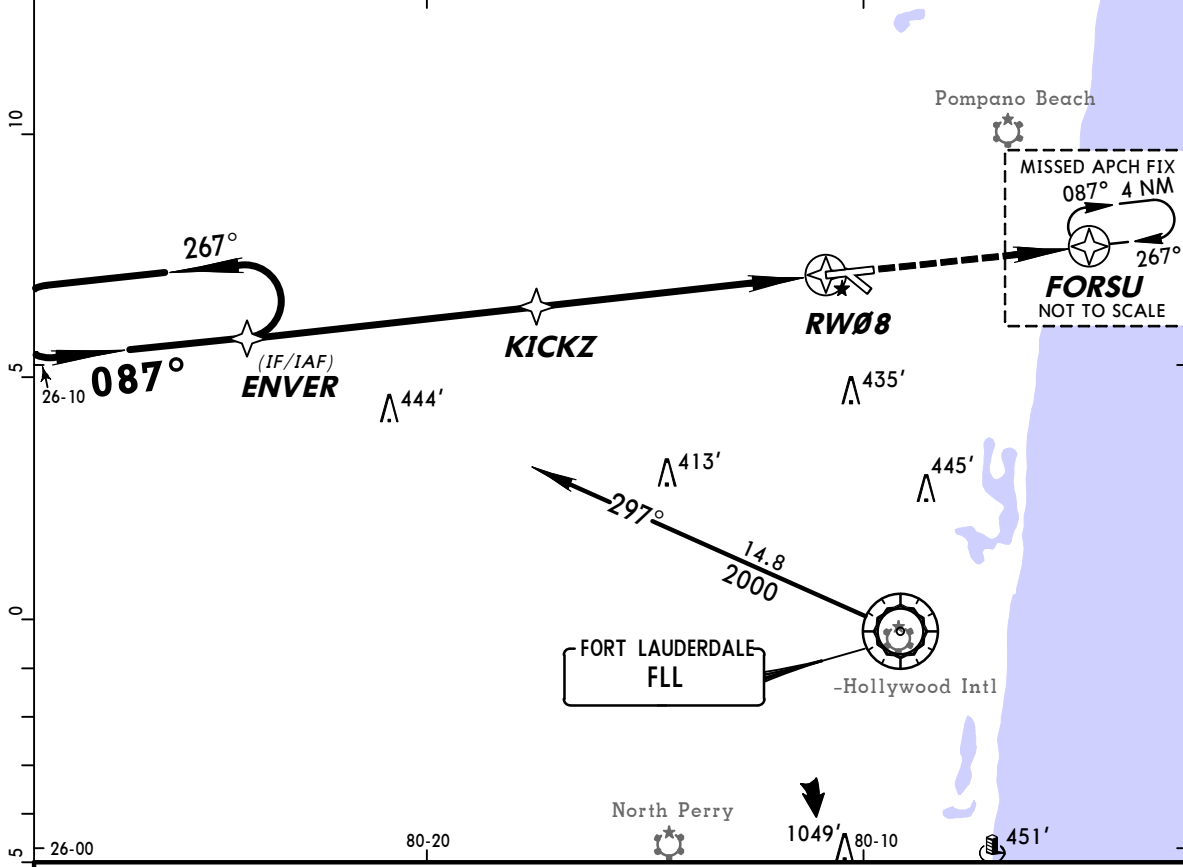 10
Pompano Beach
MISSED APCH FIX
087° 4 NM
267°
FORSU
NOT TO SCALE
267°
RWØ8
KICKZ
(IF/IAF)
ENVER
087°
26-10
5
444'
435'
413'
445'
297°
14.8
2000
0
FORT LAUDERDALE
FLL
-Hollywood Intl
North Perry
1049'
451'
5
26-00
80-20
80-10